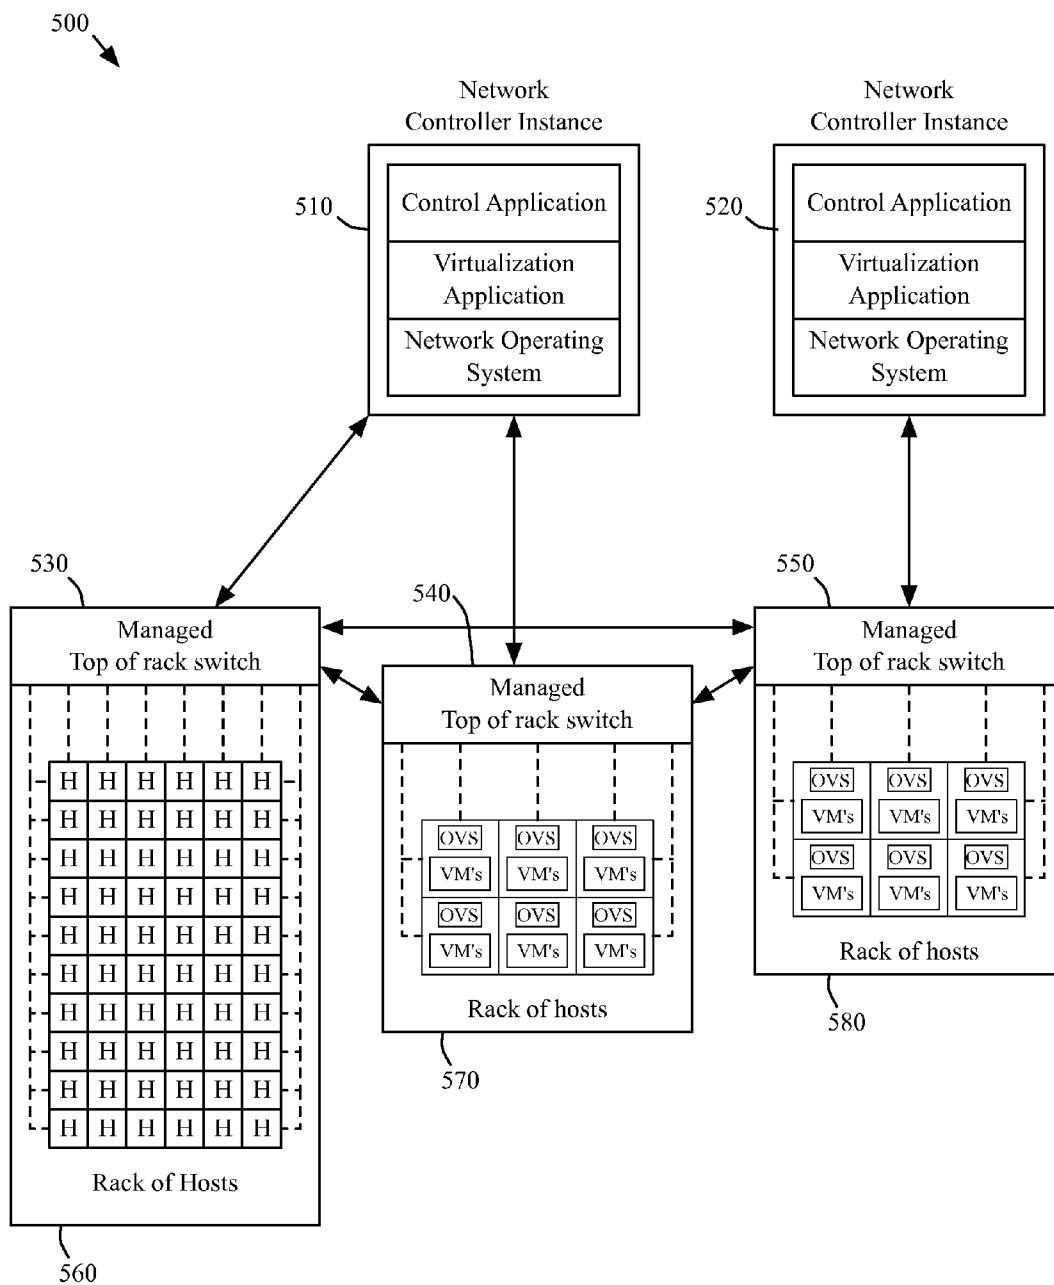 500
Network
Controller Instance
Network
Controller Instance
510
Control Application
Virtualization
Application
Network Operating
System
520
Control Application
Virtualization
Application
Network Operating
System
530
Managed
Top of rack switch
540
Managed
Top of rack switch
550
Managed
Top of rack switch
H H H H H H
H H H H H H
H H H H H H
H H H H H H
H H H H H H
H H H H H H
H H H H H H
H H H H H H
H H H H H H
H H H H H H
Rack of Hosts
560
OVS OVS OVS
VM's VM's VM's
OVS OVS OVS
VM's VM's VM's
Rack of hosts
570
OVS OVS OVS
VM's VM's VM's
OVS OVS OVS
VM's VM's VM's
Rack of hosts
580